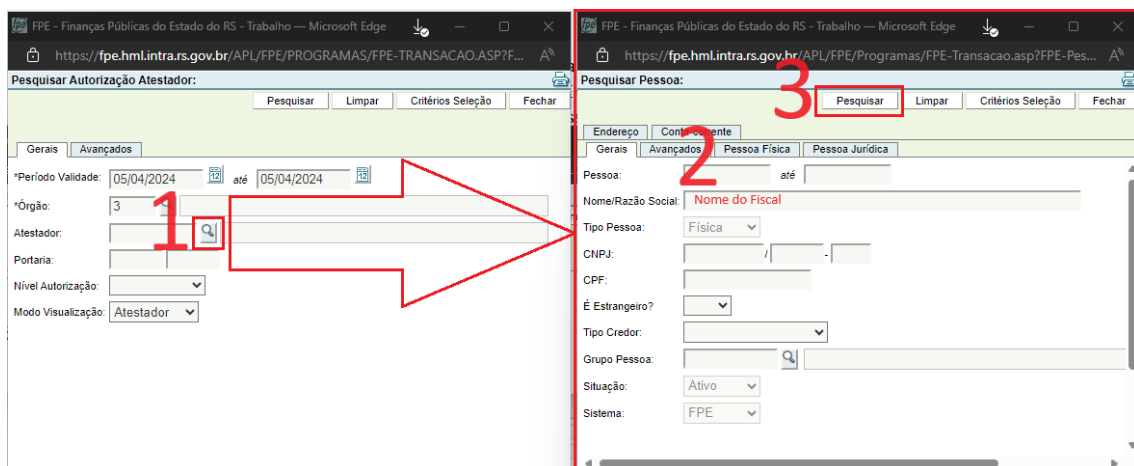 FPE - Finanças Públicas do Estado do RS - Trabalho — Microsoft Edge
https://fpe.hml.intra.rs.gov.br/APL/FPE/PROGRAMAS/FPE-TRANSACAO.ASP?F...
Pesquisar Autorização Atestador:
Pesquisar Limpar Critérios Seleção Fechar
Gerais Avançados
*Período Validade: 05/04/2024 12 até 05/04/2024 12
*Órgão: 3
Atestador:
1
Portaria:
Nível Autorização:
Modo Visualização: Atestador
FPE - Finanças Públicas do Estado do RS - Trabalho — Microsoft Edge
https://fpe.hml.intra.rs.gov.br/APL/FPE/Programas/FPE-Transacao.asp?FPE-Pes...
Pesquisar Pessoa:
3
Pesquisar Limpar Critérios Seleção Fechar
Endereço Conta-corrente
Gerais Avançados Pessoa Física Pessoa Jurídica
2
Pessoa: até
Nome/Razão Social: Nome do Fiscal
Tipo Pessoa: Física
CNPJ: / -
CPF:
É Estrangeiro?
Tipo Credor:
Grupo Pessoa:
Situação: Ativo
Sistema: FPE